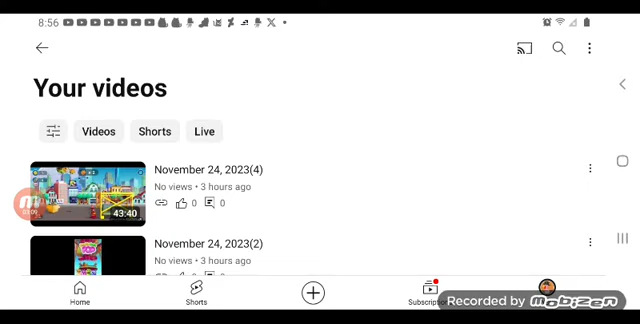 8:56
Your videos
Videos
Shorts
Live
November 24, 2023(4)
No views • 3 hours ago
0
0
43:40
November 24, 2023(2)
No views • 3 hours ago
Home
Shorts
Recorded by MOBIZEN